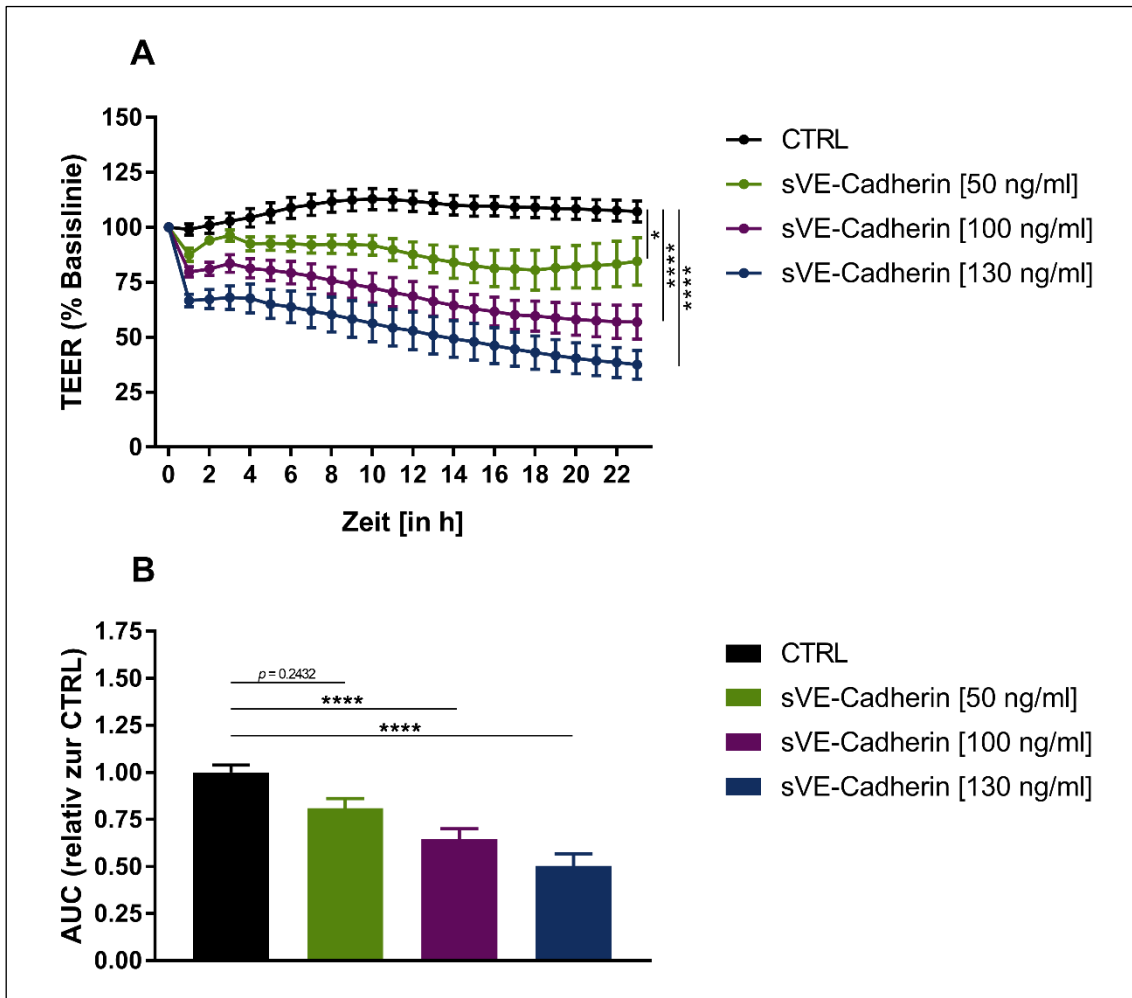 A
150
125
100
75
50
25
0
TEER (% Basislinie)
0 2 4 6 8 10 12 14 16 18 20 22
Zeit [in h]
*
****
****
CTRL
sVE-Cadherin [50 ng/ml]
sVE-Cadherin [100 ng/ml]
sVE-Cadherin [130 ng/ml]
B
1.75
1.50
1.25
1.00
0.75
0.50
0.25
0.00
AUC (relativ zur CTRL)
p = 0.2432
****
****
CTRL
sVE-Cadherin [50 ng/ml]
sVE-Cadherin [100 ng/ml]
sVE-Cadherin [130 ng/ml]